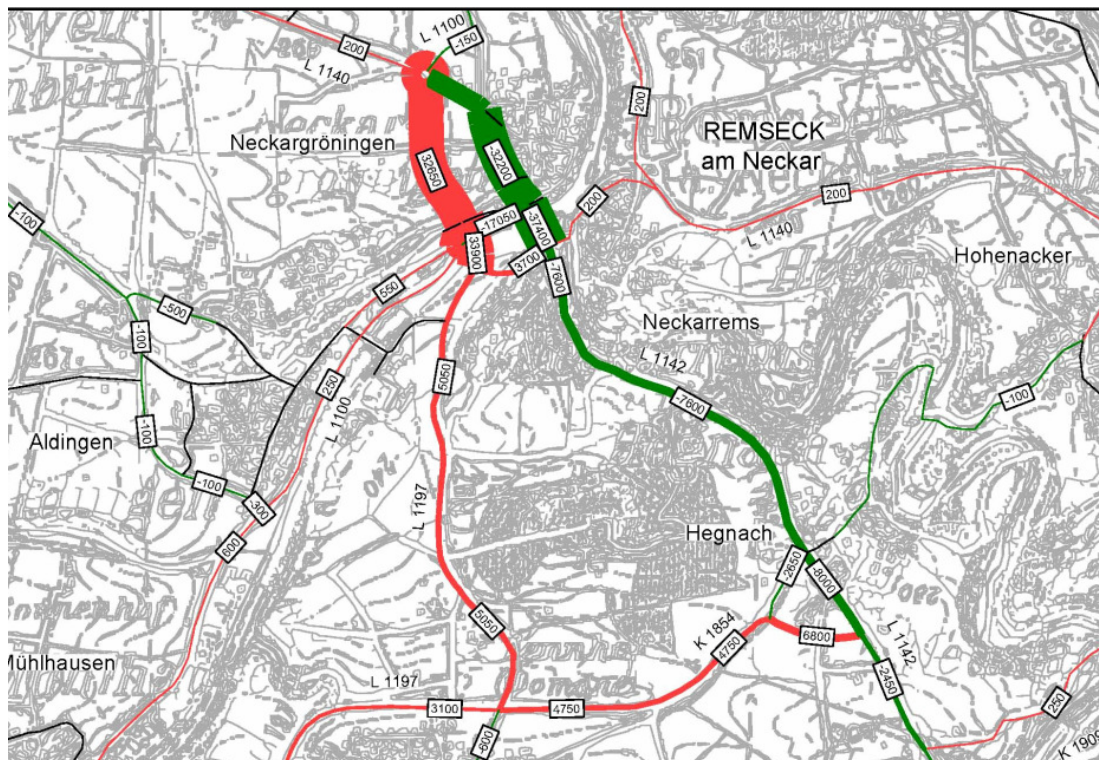 L 1100
-150
200
L 1140
Neckargröningen
32650
-32200
200
REMSECK
am Neckar
-17050
-37400
200
200
L 1140
-100
33900
3700
-7600
Hohenacker
550
-500
-100
Neckarrems
L 1142
5050
250
L 1100
-7600
-100
Aldingen
-100
-100
-300
L 1197
Hegnach
600
-2650
-8000
5050
K 1854
4750
6800
L 1142
Mühlhausen
L 1197
-2450
3100
4750
250
-600
K 1909